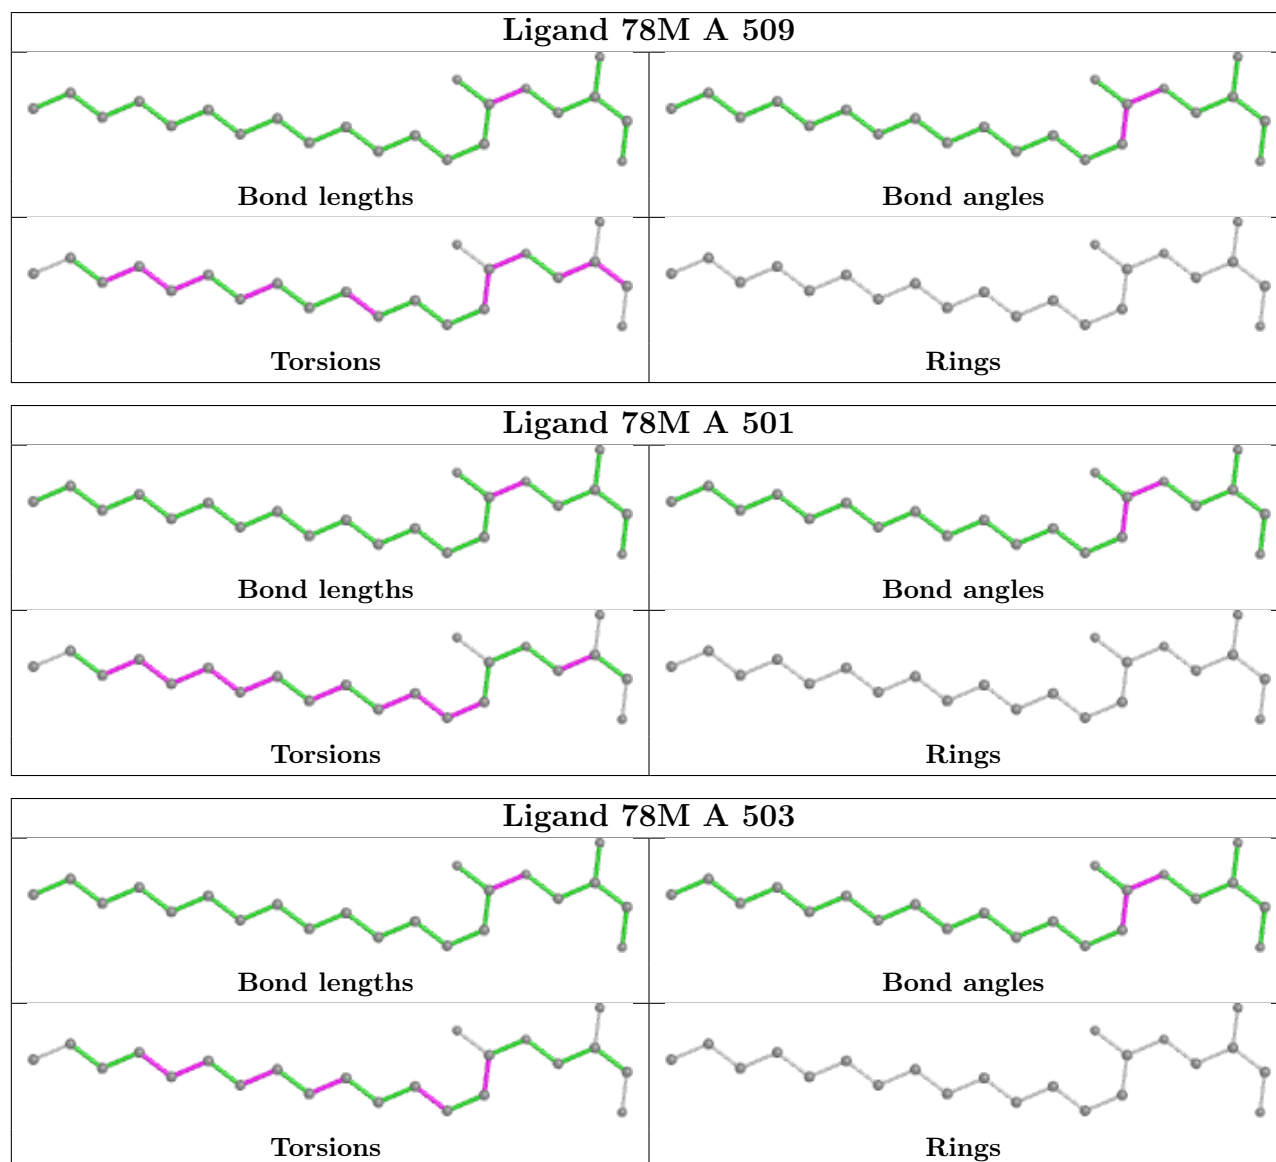 Ligand 78M A 509
Bond lengths
Bond angles
Torsions
Rings
Ligand 78M A 501
Bond lengths
Bond angles
Torsions
Rings
Ligand 78M A 503
Bond lengths
Bond angles
Torsions
Rings